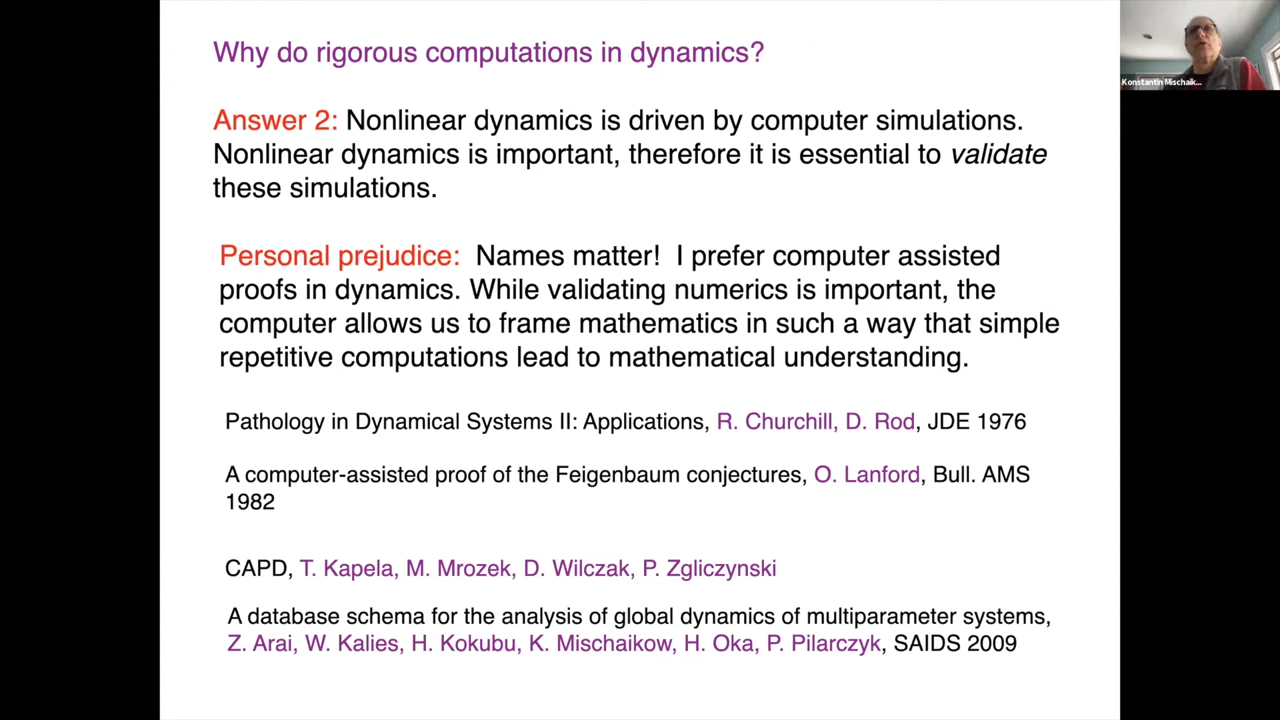 Why do rigorous computations in dynamics?
Konstantin Mischaik...
Answer 2: Nonlinear dynamics is driven by computer simulations.
Nonlinear dynamics is important, therefore it is essential to validate
these simulations.
Personal prejudice: Names matter! I prefer computer assisted
proofs in dynamics. While validating numerics is important, the
computer allows us to frame mathematics in such a way that simple
repetitive computations lead to mathematical understanding.
Pathology in Dynamical Systems II: Applications, R. Churchill, D. Rod, JDE 1976
A computer-assisted proof of the Feigenbaum conjectures, O. Lanford, Bull. AMS
1982
CAPD, T. Kapela, M. Mrozek, D. Wilczak, P. Zgliczynski
A database schema for the analysis of global dynamics of multiparameter systems,
Z. Arai, W. Kalies, H. Kokubu, K. Mischaikow, H. Oka, P. Pilarczyk, SAIDS 2009